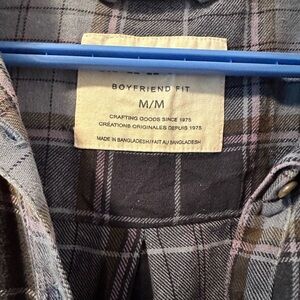 BOYFRIEND FIT
M/M
CRAFTING GOODS SINCE 1975
CRÉATIONS ORIGINALES DEPUIS 1975
MADE IN BANGLADESH/FAIT AU BANGLADESH